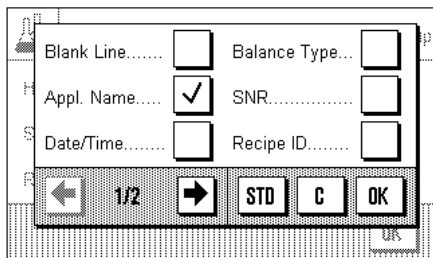 Blank Line....... Balance Type...
Appl. Name..... SNR...............
Date/Time........ Recipe ID........
1/2 STD C OK